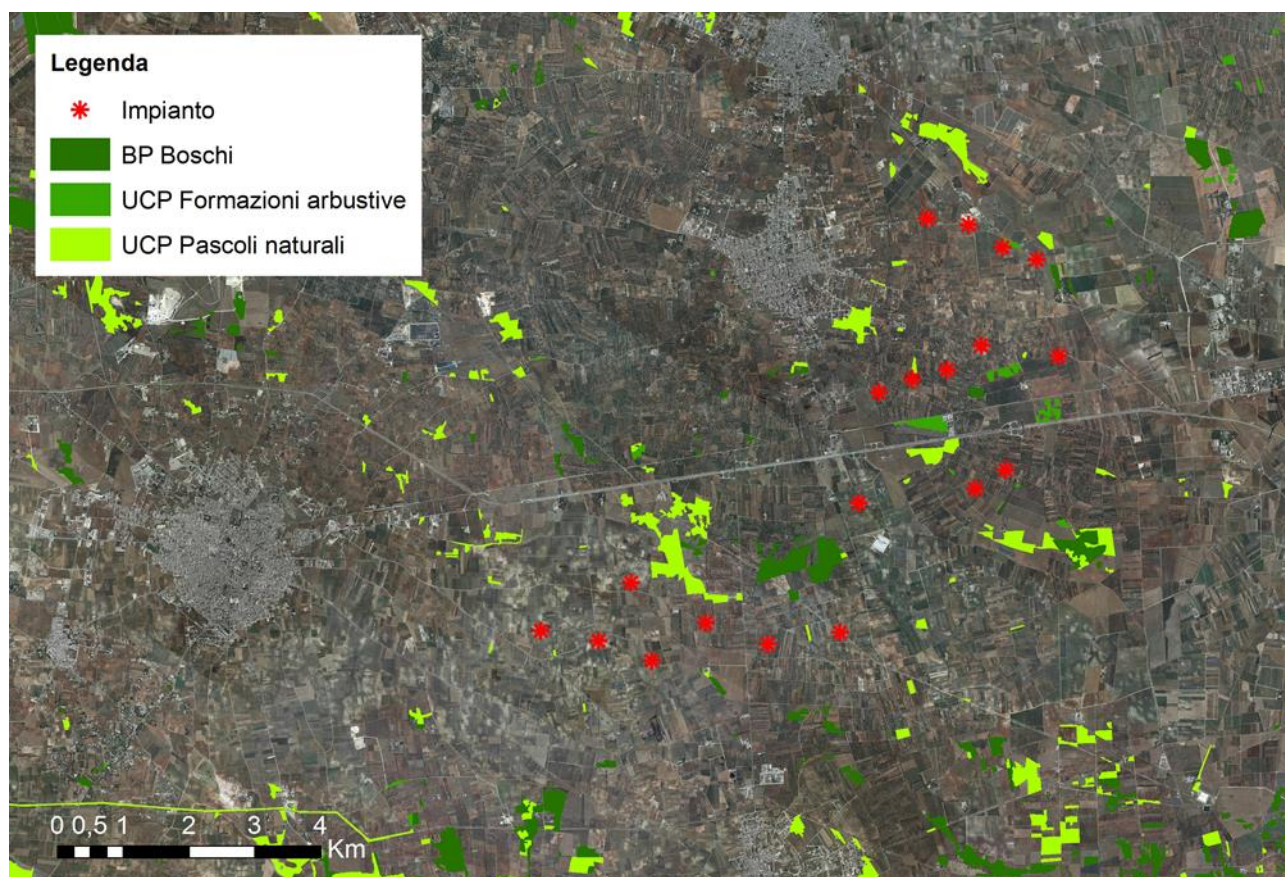 Legenda
Impianto
BP Boschi
UCP Formazioni arbustive
UCP Pascoli naturali
0 0,5 1 2 3 4
Km